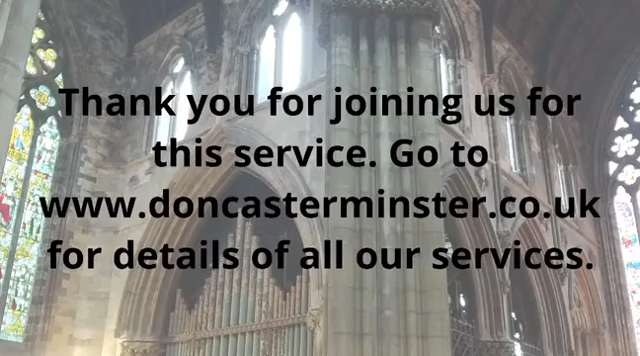 Thank you for joining us for
this service. Go to
www.doncasterminster.co.uk
for details of all our services.